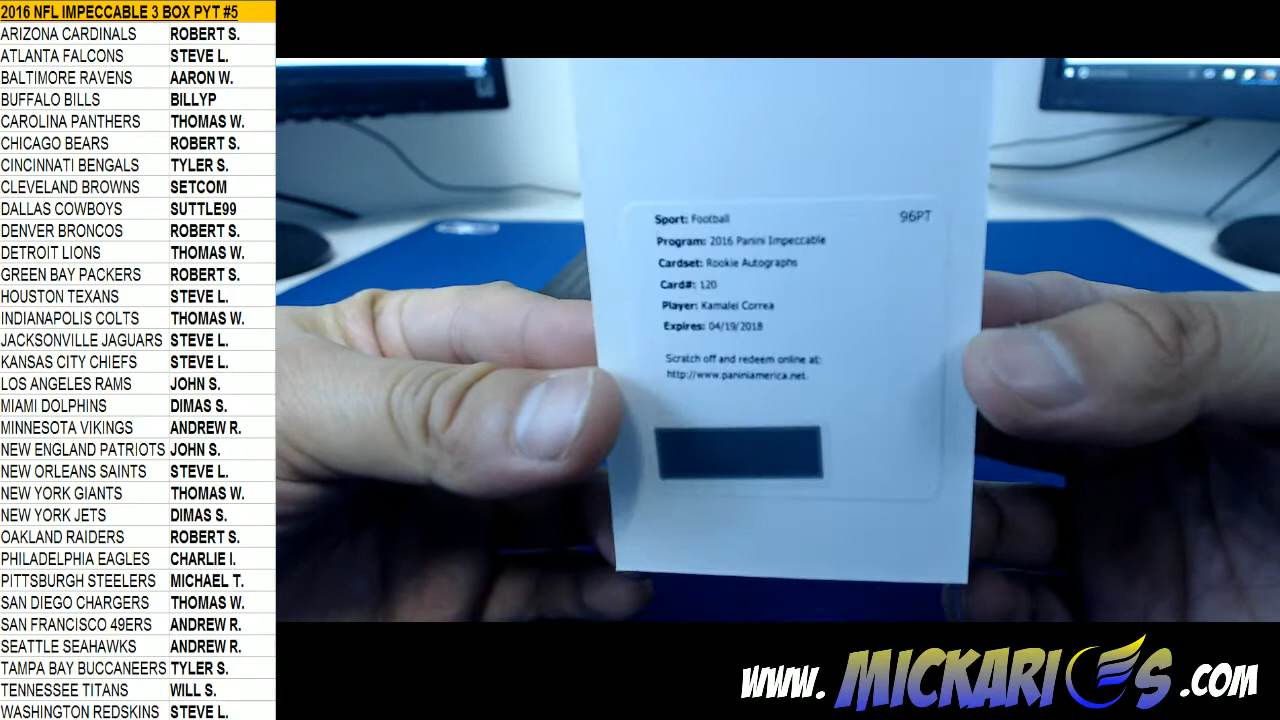 2016 NFL IMPECCABLE 3 BOX PYT #5
ARIZONA CARDINALS ROBERT S.
ATLANTA FALCONS STEVE L.
BALTIMORE RAVENS AARON W.
BUFFALO BILLS BILLYP
CAROLINA PANTHERS THOMAS W.
CHICAGO BEARS ROBERT S.
CINCINNATI BENGALS TYLER S.
CLEVELAND BROWNS SETCOM
DALLAS COWBOYS SUTTLE99
DENVER BRONCOS ROBERT S.
DETROIT LIONS THOMAS W.
GREEN BAY PACKERS ROBERT S.
HOUSTON TEXANS STEVE L.
INDIANAPOLIS COLTS THOMAS W.
JACKSONVILLE JAGUARS STEVE L.
KANSAS CITY CHIEFS STEVE L.
LOS ANGELES RAMS JOHN S.
MIAMI DOLPHINS DIMAS S.
MINNESOTA VIKINGS ANDREW R.
NEW ENGLAND PATRIOTS JOHN S.
NEW ORLEANS SAINTS STEVE L.
NEW YORK GIANTS THOMAS W.
NEW YORK JETS DIMAS S.
OAKLAND RAIDERS ROBERT S.
PHILADELPHIA EAGLES CHARLIE I.
PITTSBURGH STEELERS MICHAEL T.
SAN DIEGO CHARGERS THOMAS W.
SAN FRANCISCO 49ERS ANDREW R.
SEATTLE SEAHAWKS ANDREW R.
TAMPA BAY BUCCANEERS TYLER S.
TENNESSEE TITANS WILL S.
WASHINGTON REDSKINS STEVE L.
Sport: Football 96PT
Program: 2016 Panini Impeccable
Cardset: Rookie Autographs
Card#: 120
Player: Kamalei Correa
Expires: 04/19/2018
Scratch off and redeem online at:
http://www.paniniamerica.net.
www.MICKARIES.com